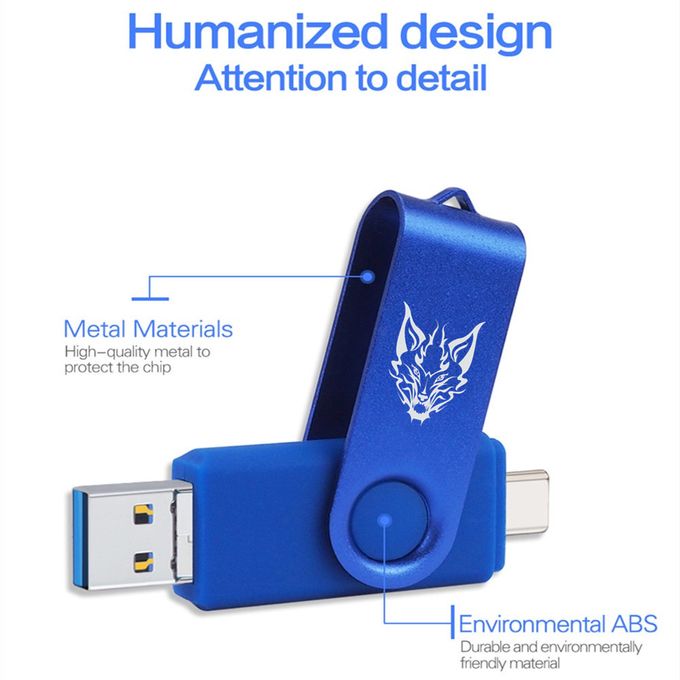 Humanized design
Attention to detail
Metal Materials
High-quality metal to
protect the chip
Environmental ABS
Durable and environmentally
friendly material